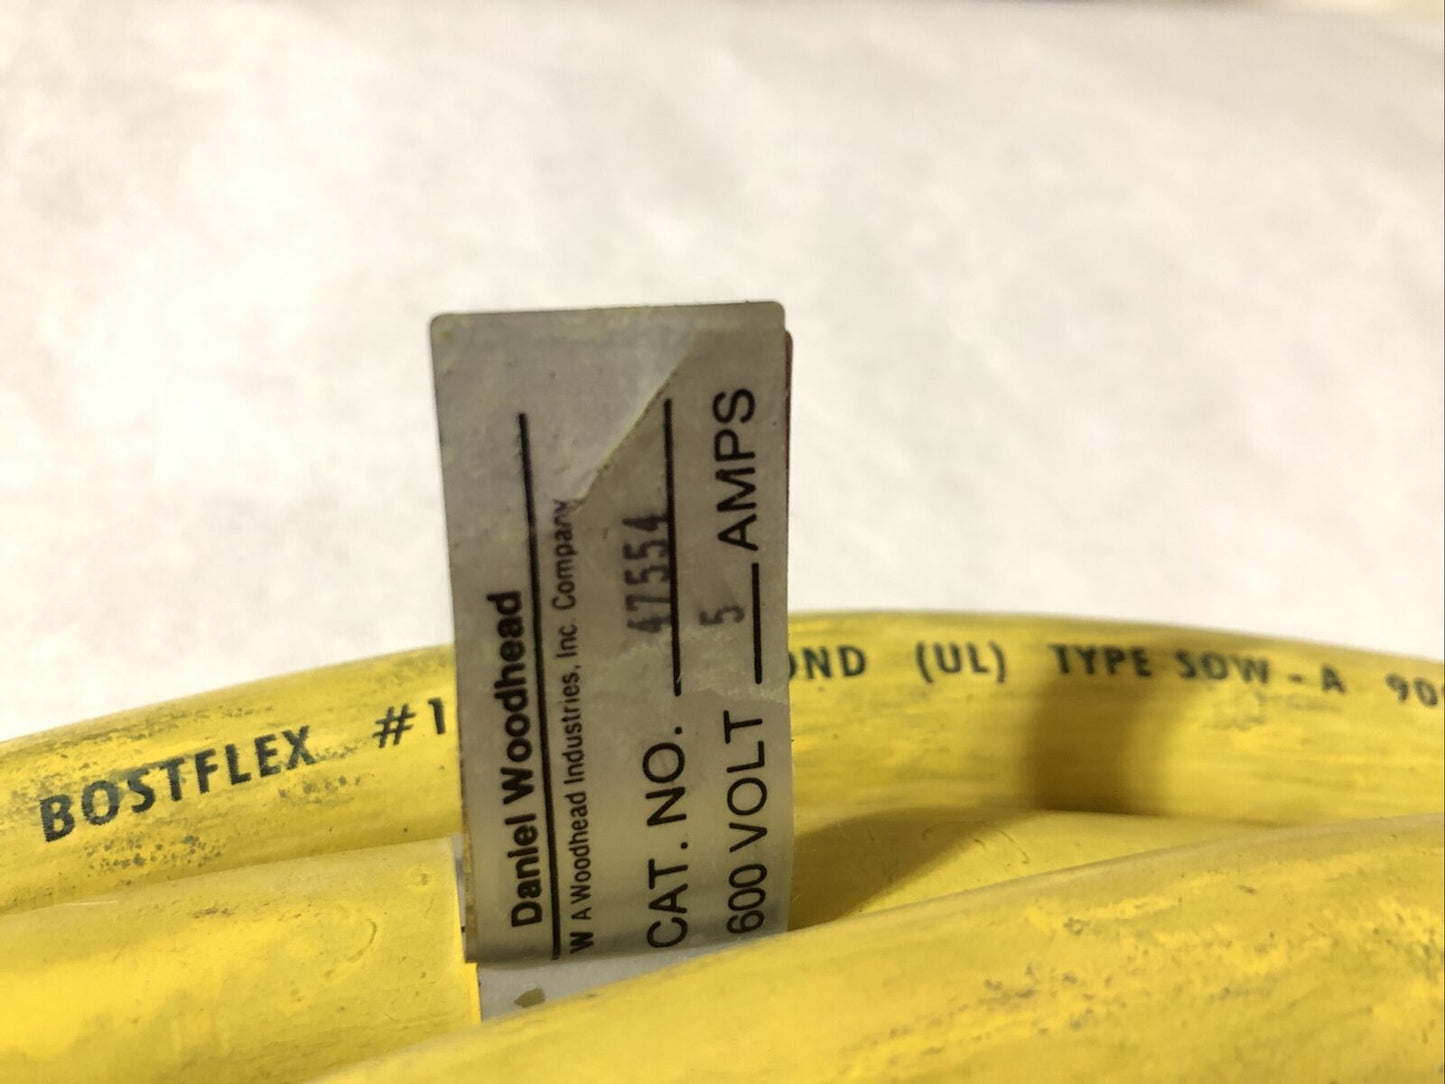 Daniel Woodhead
W A Woodhead Industries, Inc. Company
CAT. NO. 47554
600 VOLT 5 AMPS
BOSTFLEX #1
OND (UL) TYPE SOW-A 90